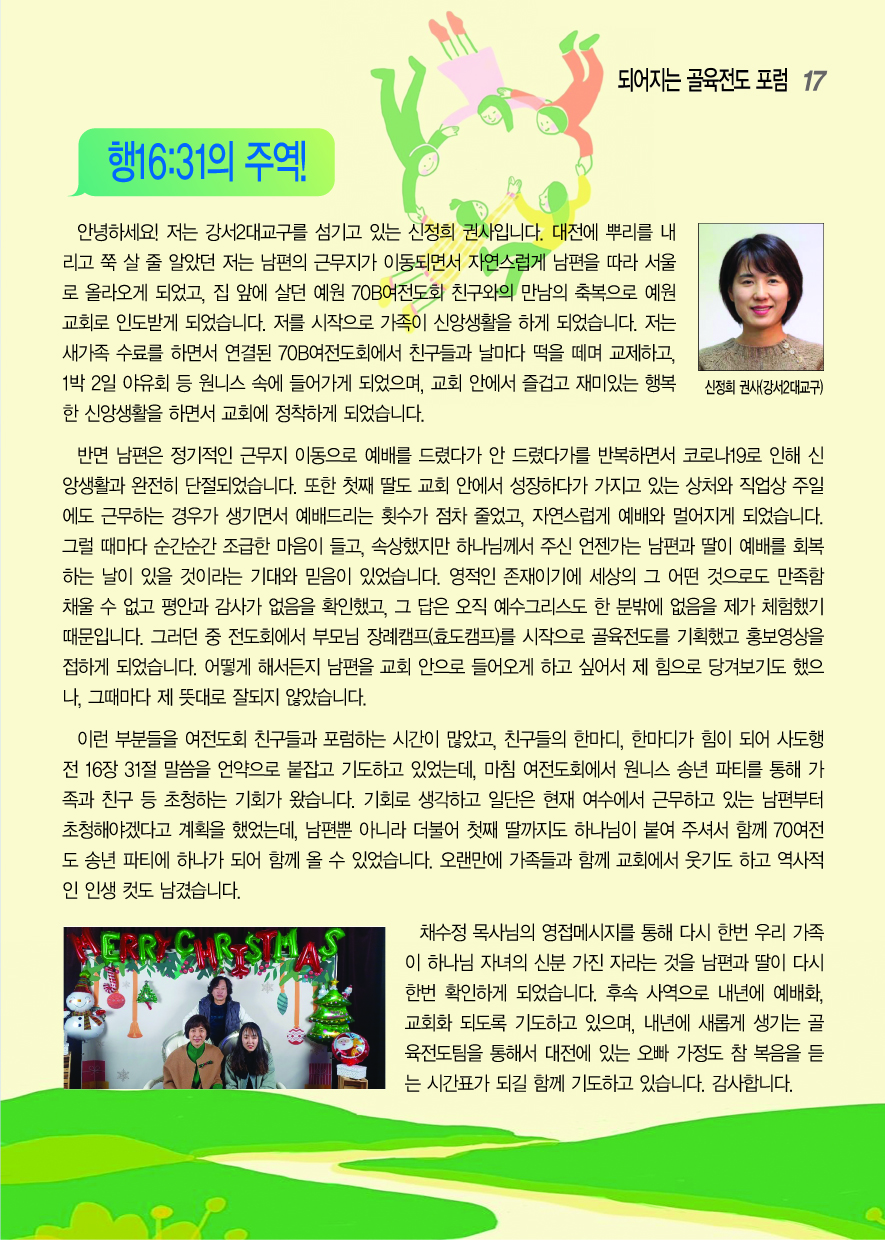 되어지는 골육전도 포럼 17
행16:31의 주역!
안녕하세요! 저는 강서2대교구를 섬기고 있는 신정희 권사입니다. 대전에 뿌리를 내
리고 쭉 살 줄 알았던 저는 남편의 근무지가 이동되면서 자연스럽게 남편을 따라 서울
로 올라오게 되었고, 집 앞에 살던 예원 70B여전도회 친구와의 만남의 축복으로 예원
교회로 인도받게 되었습니다. 저를 시작으로 가족이 신앙생활을 하게 되었습니다. 저는
새가족 수료를 하면서 연결된 70B여전도회에서 친구들과 날마다 떡을 떼며 교제하고,
1박 2일 야유회 등 원니스 속에 들어가게 되었으며, 교회 안에서 즐겁고 재미있는 행복
한 신앙생활을 하면서 교회에 정착하게 되었습니다.
신정희 권사(강서2대교구)
반면 남편은 정기적인 근무지 이동으로 예배를 드렸다가 안 드렸다가를 반복하면서 코로나19로 인해 신
앙생활과 완전히 단절되었습니다. 또한 첫째 딸도 교회 안에서 성장하다가 가지고 있는 상처와 직업상 주일
에도 근무하는 경우가 생기면서 예배드리는 횟수가 점차 줄었고, 자연스럽게 예배와 멀어지게 되었습니다.
그럴 때마다 순간순간 조급한 마음이 들고, 속상했지만 하나님께서 주신 언젠가는 남편과 딸이 예배를 회복
하는 날이 있을 것이라는 기대와 믿음이 있었습니다. 영적인 존재이기에 세상의 그 어떤 것으로도 만족함
채울 수 없고 평안과 감사가 없음을 확인했고, 그 답은 오직 예수그리스도 한 분밖에 없음을 제가 체험했기
때문입니다. 그러던 중 전도회에서 부모님 장례캠프(효도캠프)를 시작으로 골육전도를 기획했고 홍보영상을
접하게 되었습니다. 어떻게 해서든지 남편을 교회 안으로 들어오게 하고 싶어서 제 힘으로 당겨보기도 했으
나, 그때마다 제 뜻대로 잘되지 않았습니다.
이런 부분들을 여전도회 친구들과 포럼하는 시간이 많았고, 친구들의 한마디, 한마디가 힘이 되어 사도행
전 16장 31절 말씀을 언약으로 붙잡고 기도하고 있었는데, 마침 여전도회에서 원니스 송년 파티를 통해 가
족과 친구 등 초청하는 기회가 왔습니다. 기회로 생각하고 일단은 현재 여수에서 근무하고 있는 남편부터
초청해야겠다고 계획을 했었는데, 남편뿐 아니라 더불어 첫째 딸까지도 하나님이 붙여 주셔서 함께 70여전
도 송년 파티에 하나가 되어 함께 올 수 있었습니다. 오랜만에 가족들과 함께 교회에서 웃기도 하고 역사적
인 인생 컷도 남겼습니다.
MERRY CHRISTMAS
채수정 목사님의 영접메시지를 통해 다시 한번 우리 가족
이 하나님 자녀의 신분 가진 자라는 것을 남편과 딸이 다시
한번 확인하게 되었습니다. 후속 사역으로 내년에 예배화,
교회화 되도록 기도하고 있으며, 내년에 새롭게 생기는 골
육전도팀을 통해서 대전에 있는 오빠 가정도 참 복음을 듣
는 시간표가 되길 함께 기도하고 있습니다. 감사합니다.